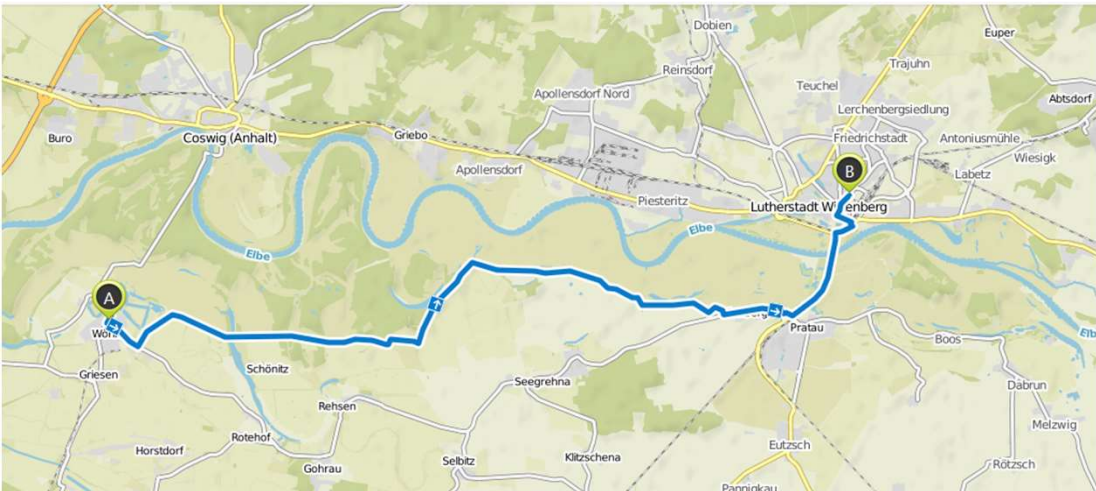 Euper
Dobien
Trajuhn
Reinsdorf
Teuchel
Apollensdorf Nord
Abtsdorf
Lerchenbergsiedlung
Buro
Coswig (Anhalt)
Griebo
Friedrichstadt
Antoniusmühle
Wiesigk
Apollensdorf
B
Labetz
Piesteritz
Lutherstadt
Elbe
Elbe
A
Pratau
Elbe
Boos
Griesen
Schönitz
Seegrehna
Dabrun
Rehsen
Melzwig
Horstdorf
Rotehof
Eutzsch
Gohrau
Selbitz
Klitzschena
Rötzsch
Pannigkau